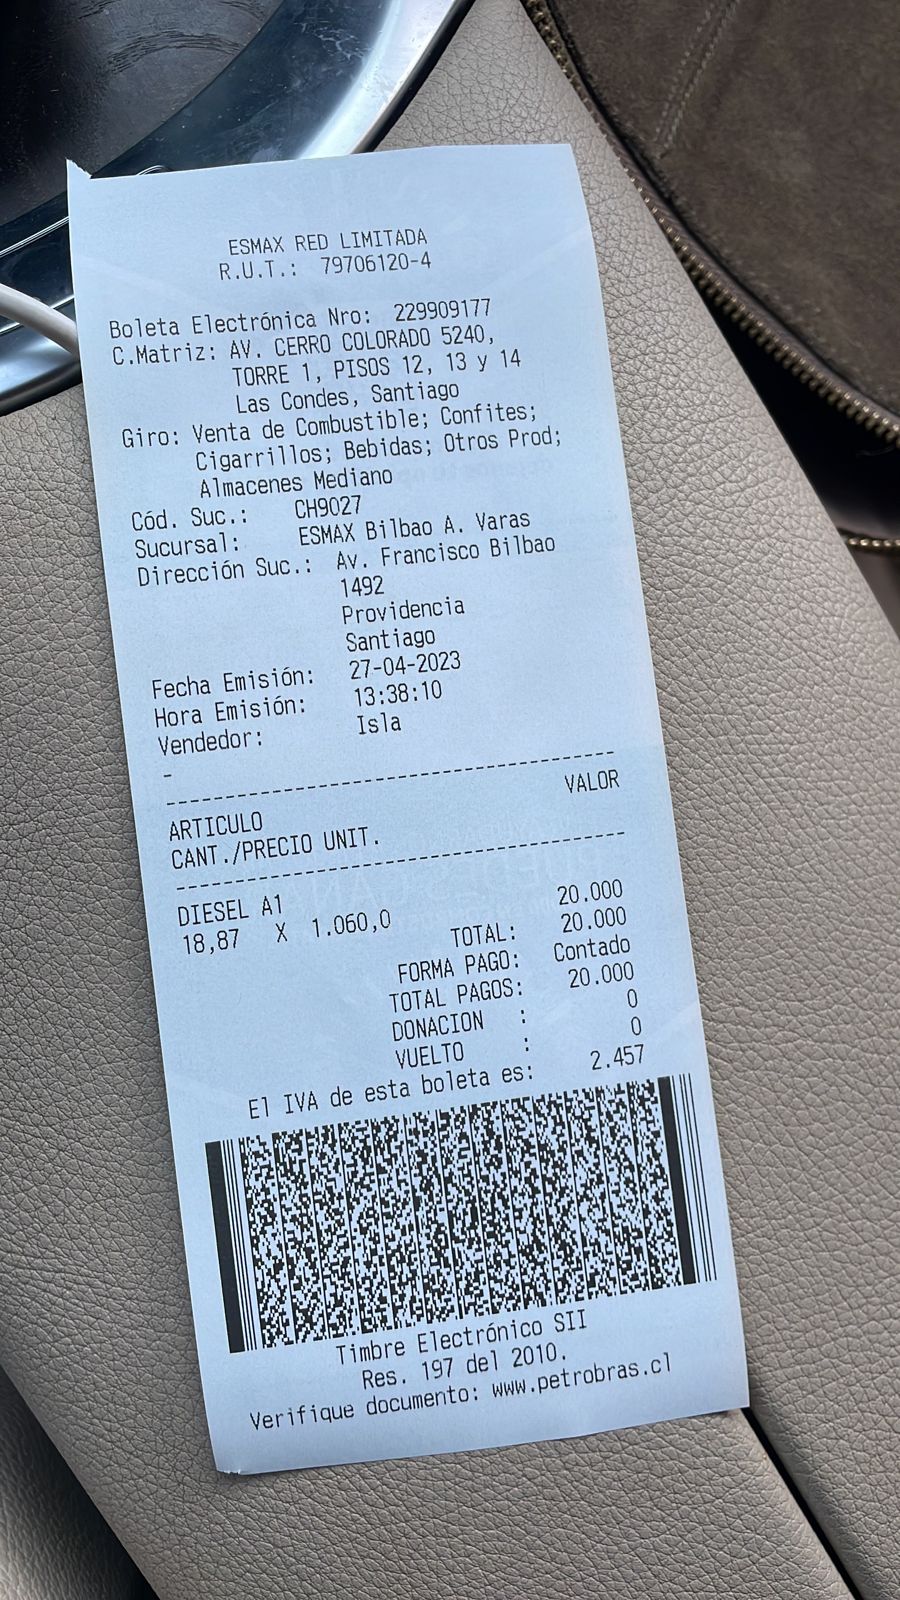 ESMAX RED LIMITADA
R.U.T.: 79706120-4
Boleta Electrónica Nro: 229909177
C.Matriz: AV. CERRO COLORADO 5240,
TORRE 1, PISOS 12, 13 y 14
Las Condes, Santiago
Giro: Venta de Combustible; Confites;
Cigarrillos; Bebidas; Otros Prod;
Almacenes Mediano
Cód. Suc.: CH9027
Sucursal: ESMAX Bilbao A. Varas
Dirección Suc.: Av. Francisco Bilbao
1492
Providencia
Santiago
Fecha Emisión: 27-04-2023
Hora Emisión: 13:38:10
Vendedor: Isla
-
ARTICULO VALOR
CANT./PRECIO UNIT.
DIESEL A1 20.000
18,87 X 1.060,0
TOTAL: 20.000
FORMA PAGO: Contado
TOTAL PAGOS: 20.000
DONACION : 0
VUELTO : 0
El IVA de esta boleta es: 2.457
Timbre Electrónico SII
Res. 197 del 2010.
Verifique documento: www.petrobras.cl